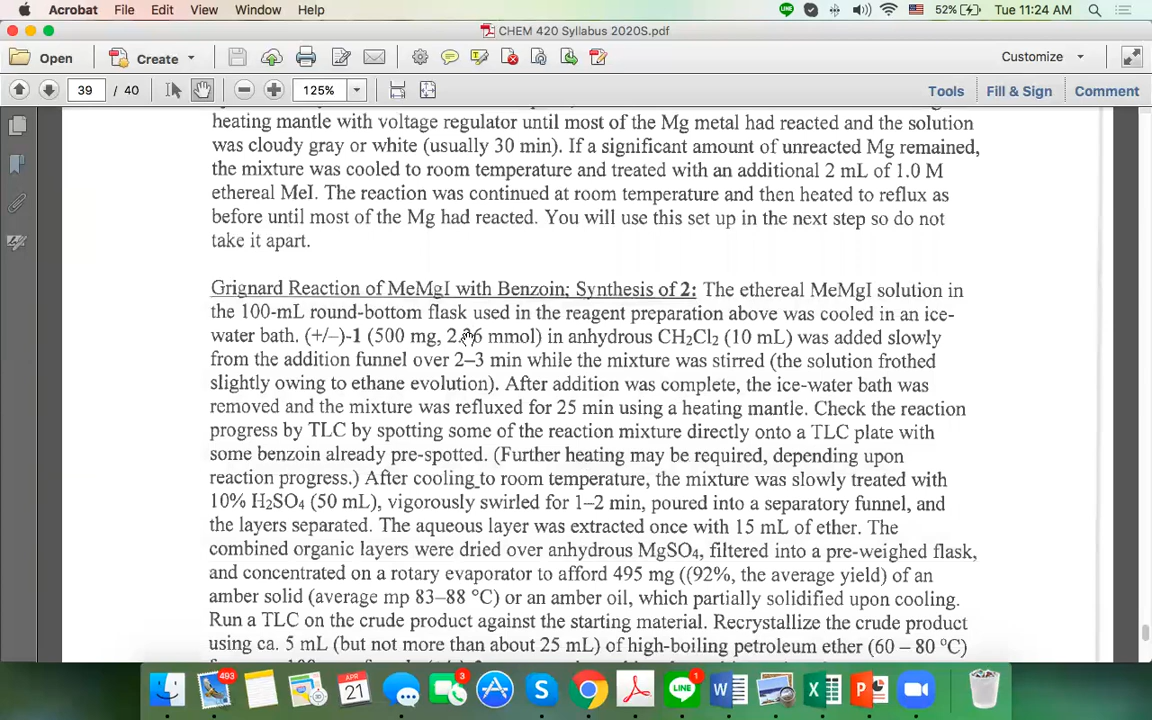 Acrobat File Edit View Window Help 52% Tue 11:24 AM
CHEM 420 Syllabus 2020S.pdf
Open Create Customize
39 / 40 125% Tools Fill & Sign Comment
heating mantle with voltage regulator until most of the Mg metal had reacted and the solution
was cloudy gray or white (usually 30 min). If a significant amount of unreacted Mg remained,
the mixture was cooled to room temperature and treated with an additional 2 mL of 1.0 M
ethereal MeI. The reaction was continued at room temperature and then heated to reflux as
before until most of the Mg had reacted. You will use this set up in the next step so do not
take it apart.
Grignard Reaction of MeMgI with Benzoin; Synthesis of 2: The ethereal MeMgI solution in
the 100-mL round-bottom flask used in the reagent preparation above was cooled in an ice-
water bath. (+/–)-1 (500 mg, mmol) in anhydrous CH₂Cl₂ (10 mL) was added slowly
from the addition funnel over 2–3 min while the mixture was stirred (the solution frothed
slightly owing to ethane evolution). After addition was complete, the ice-water bath was
removed and the mixture was refluxed for 25 min using a heating mantle. Check the reaction
progress by TLC by spotting some of the reaction mixture directly onto a TLC plate with
some benzoin already pre-spotted. (Further heating may be required, depending upon
reaction progress.) After cooling to room temperature, the mixture was slowly treated with
10% H₂SO₄ (50 mL), vigorously swirled for 1–2 min, poured into a separatory funnel, and
the layers separated. The aqueous layer was extracted once with 15 mL of ether. The
combined organic layers were dried over anhydrous MgSO₄, filtered into a pre-weighed flask,
and concentrated on a rotary evaporator to afford 495 mg ((92%, the average yield) of an
amber solid (average mp 83–88 °C) or an amber oil, which partially solidified upon cooling.
Run a TLC on the crude product against the starting material. Recrystallize the crude product
using ca. 5 mL (but not more than about 25 mL) of high-boiling petroleum ether (60 – 80 °C)
493 APR 21 3 LINE 1